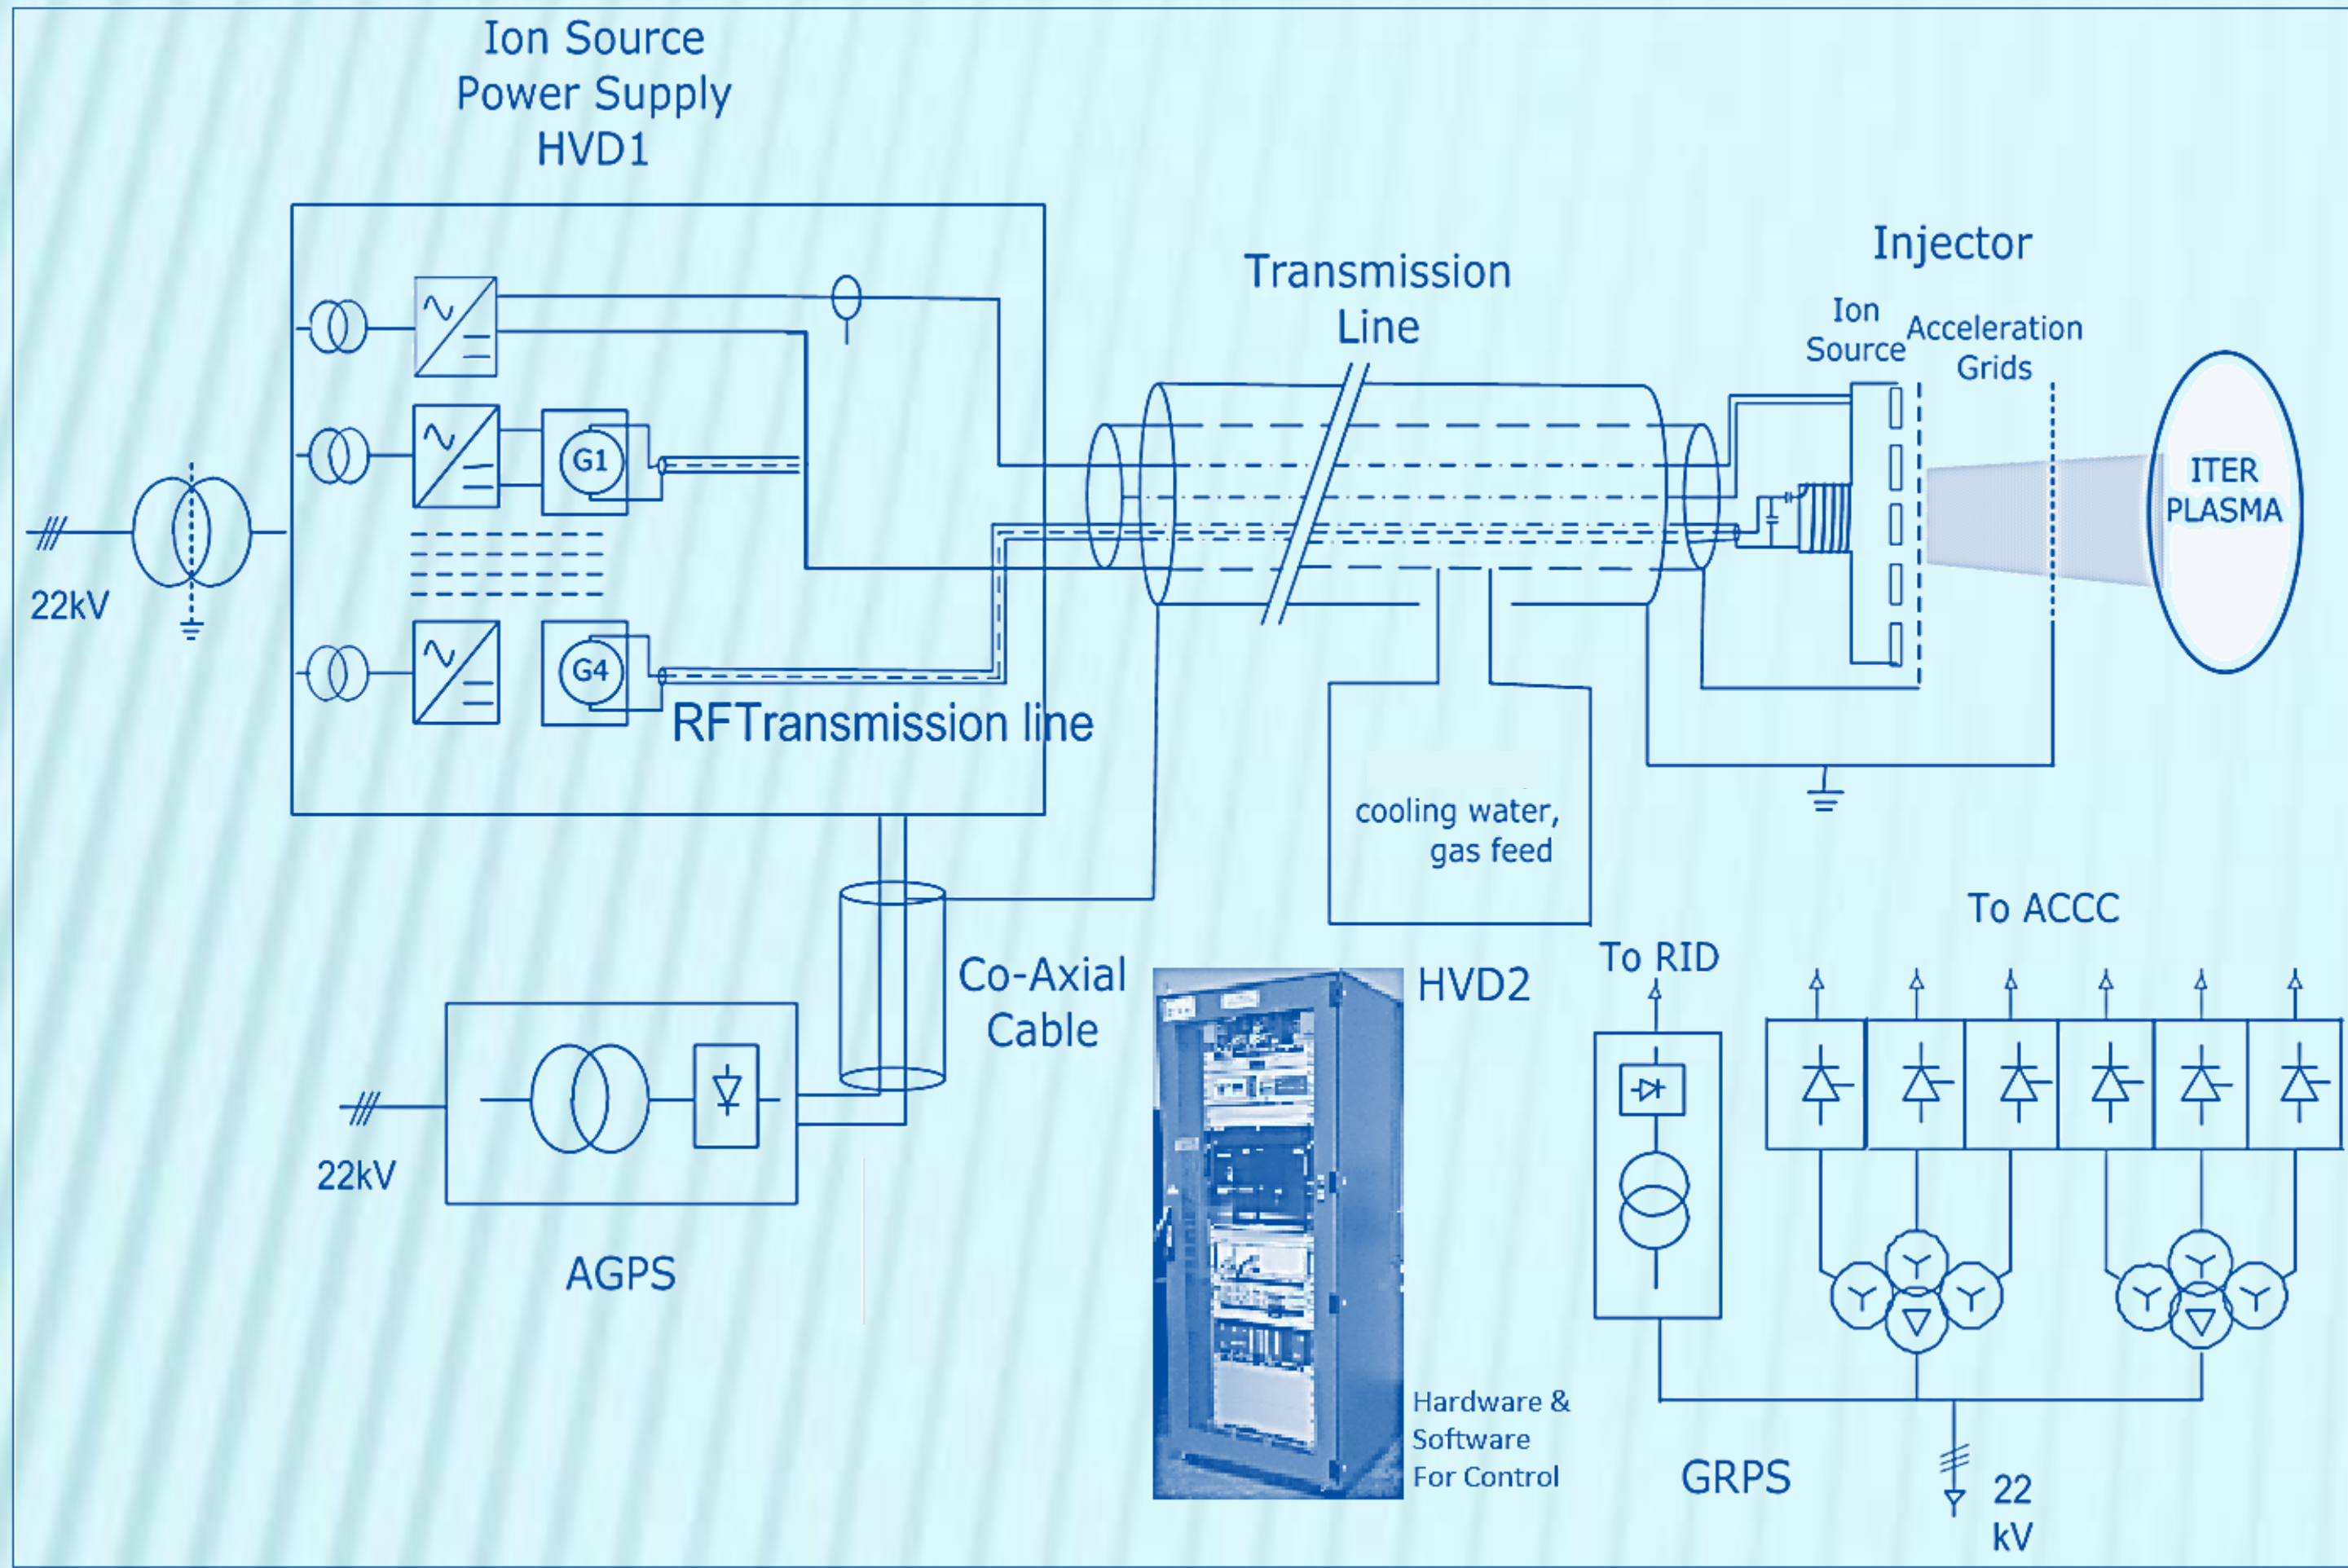 Ion Source
Power Supply
HVD1
Transmission
Line
Injector
Ion
Source
Acceleration
Grids
G1
ITER
PLASMA
22kV
G4
RFTransmission line
cooling water,
gas feed
To ACCC
To RID
Co-Axial
Cable
HVD2
22kV
AGPS
Hardware &
Software
For Control
GRPS
22
kV